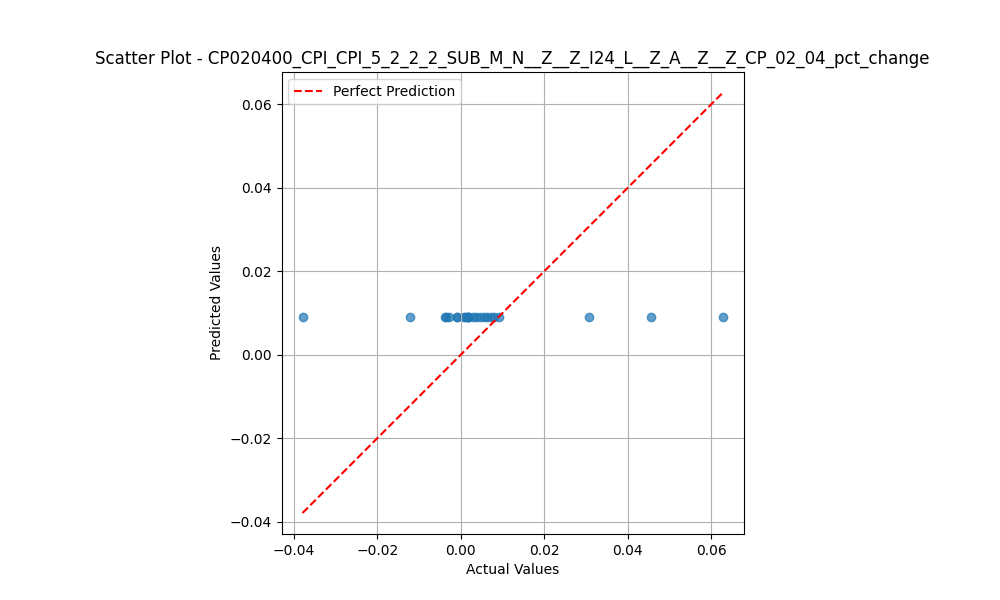 Scatter Plot - CP020400_CPI_CPI_5_2_2_2_SUB_M_N__Z__Z_I24_L__Z_A__Z__Z_CP_02_04_pct_change
Perfect Prediction
0.06
0.04
0.02
0.00
−0.02
−0.04
Predicted Values
−0.04 −0.02 0.00 0.02 0.04 0.06
Actual Values